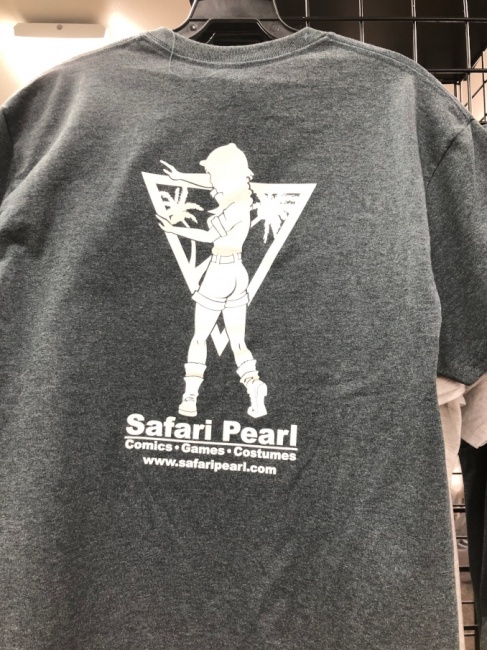 Safari Pearl
Comics • Games • Costumes
www.safaripearl.com